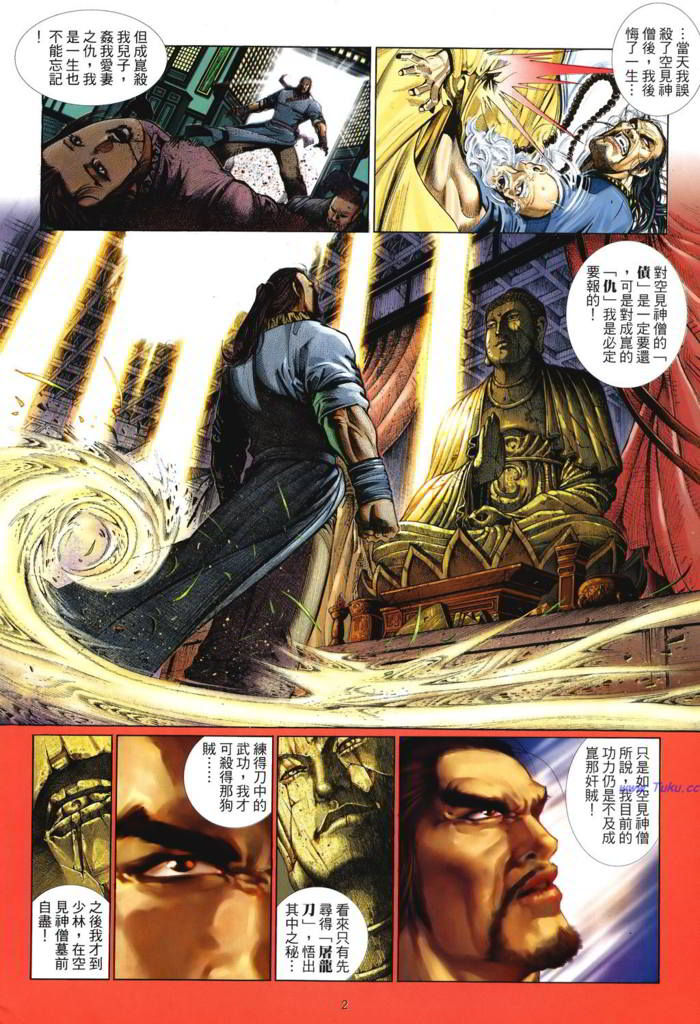 …當天我誤
殺了空見神
僧後，我後
悔了一生…
但成崑殺
我兒子，
姦我愛妻
之仇，我
是一生也
不能忘記
！
對空見神僧的「
債」是一定要還
，可是對成崑的
「仇」我是必定
要報的！
只是如空見神僧
所說，我目前的
功力仍是不及成
崑那奸賊！
www.Tuku.cc
看來只有先
尋得「屠龍
刀」，悟出
其中之秘…
練得刀中的
武功，我才
可殺得那狗
賊……
之後我才到
少林，在空
見神僧墓前
自盡！
2